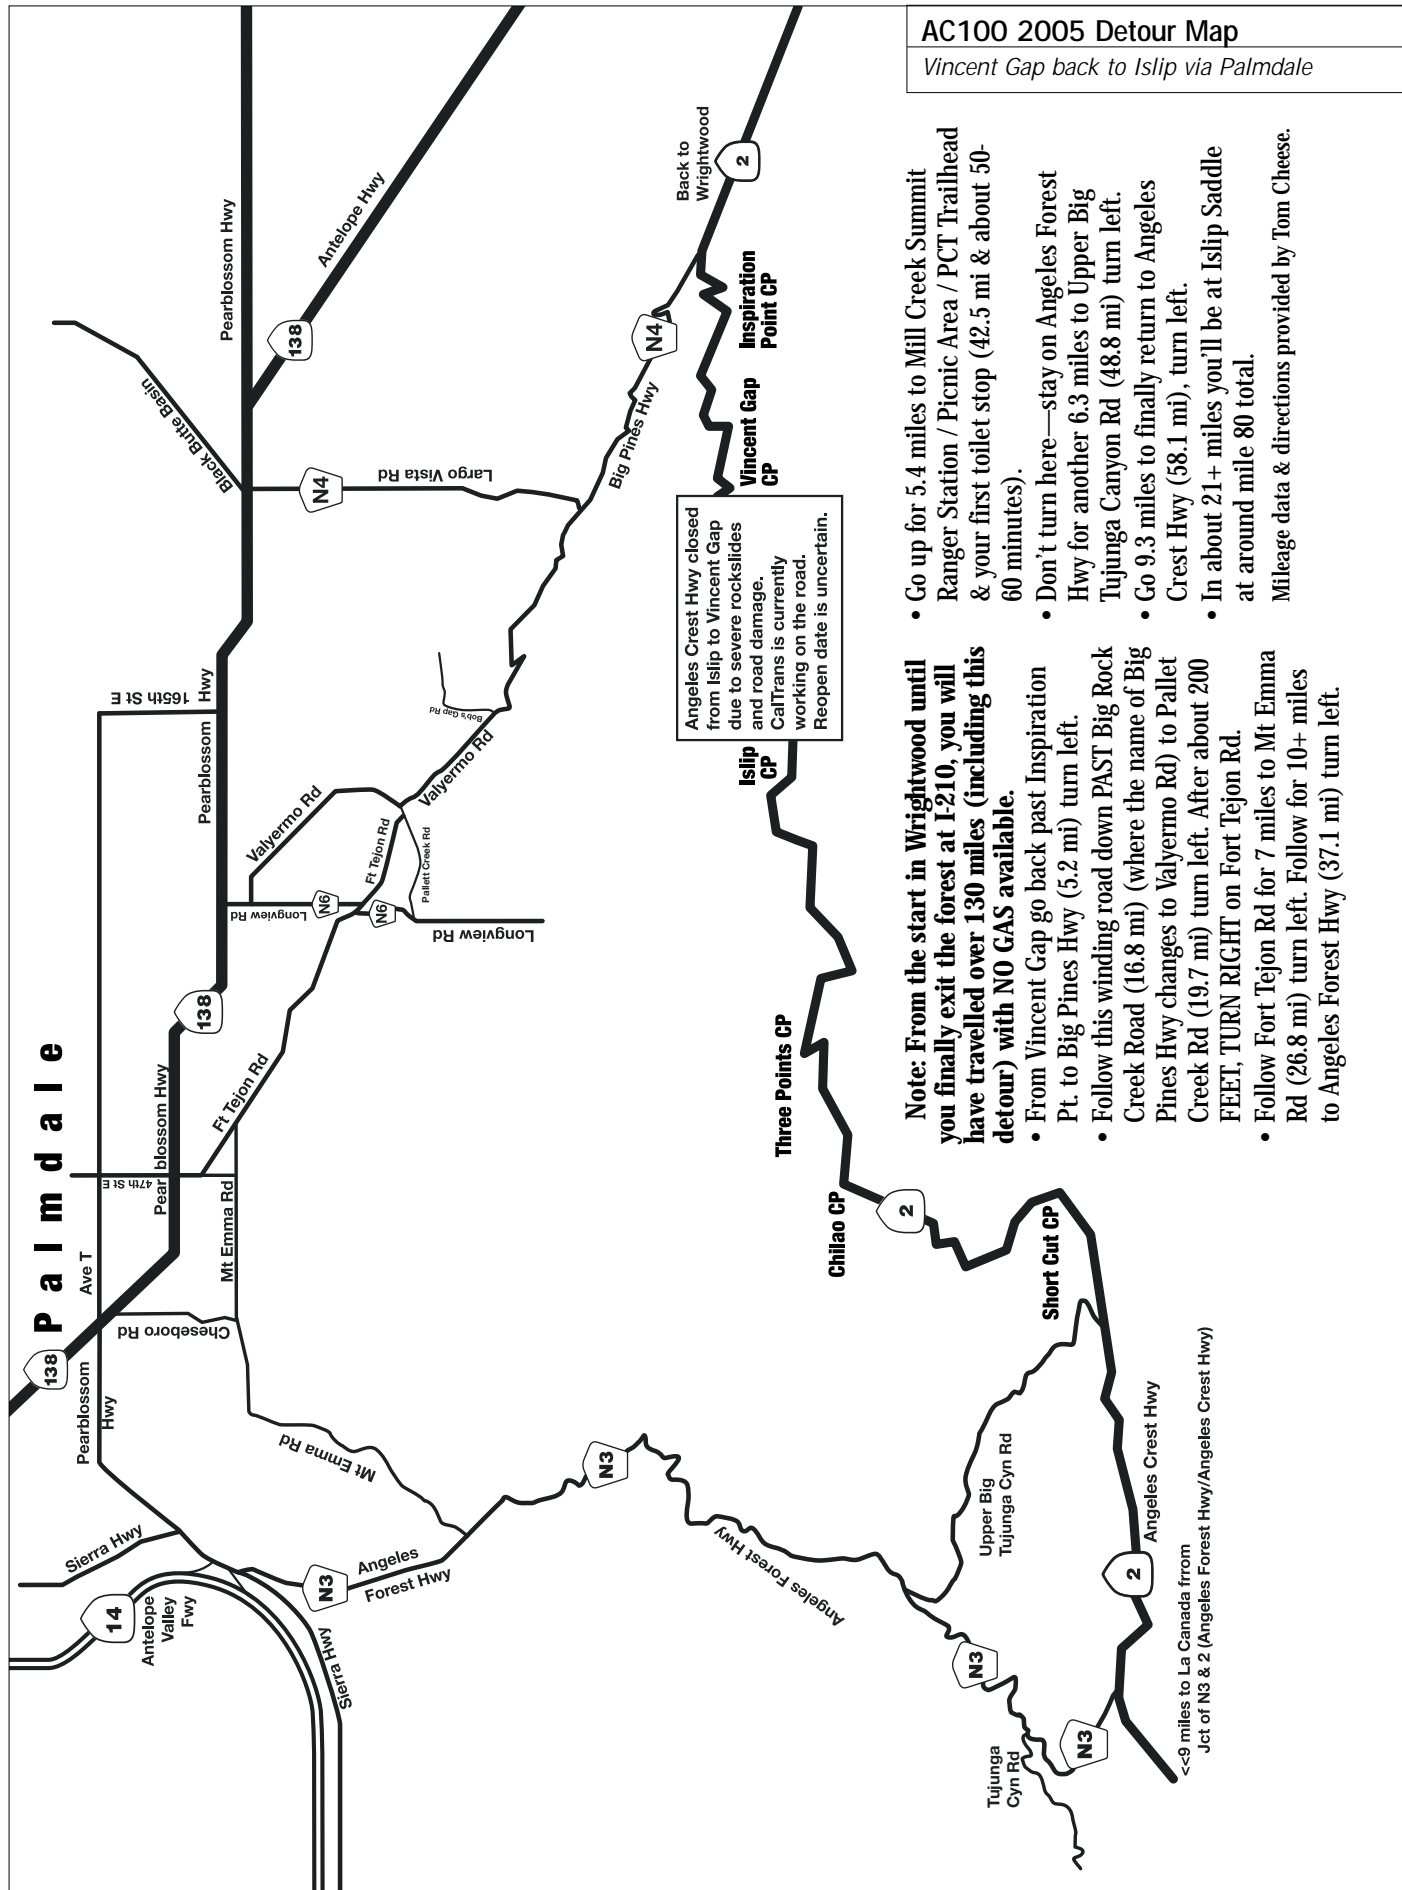 AC100 2005 Detour Map
Vincent Gap back to Islip via Palmdale
Palmdale
138
Pearblossom
Hwy
Ave T
Sierra Hwy
14
Antelope
Valley
Fwy
Sierra Hwy
N3
Angeles
Forest Hwy
Cheseboro Rd
Mt Emma Rd
Mt Emma Rd
47th St E
Pear blossom Hwy
138
Ft Tejon Rd
Longview Rd
N6
N6
Longview Rd
Ft Tejon Rd
Pallett Creek Rd
Valyermo Rd
Valyermo Rd
Bob's Gap Rd
Pearblossom
Hwy
165th St E
Black Butte Basin
N4
Largo Vista Rd
Pearblossom Hwy
138
Antelope Hwy
Big Pines Hwy
N4
Back to
Wrightwood
2
Inspiration
Point CP
Vincent Gap
CP
Angeles Crest Hwy closed
from Islip to Vincent Gap
due to severe rockslides
and road damage.
CalTrans is currently
working on the road.
Reopen date is uncertain.
Islip
CP
Three Points CP
Chilao CP
2
Short Cut CP
N3
Angeles Forest Hwy
Upper Big
Tujunga Cyn Rd
N3
Tujunga
Cyn Rd
N3
2
Angeles Crest Hwy
<<9 miles to La Canada frrom
Jct of N3 & 2 (Angeles Forest Hwy/Angeles Crest Hwy)
Note: From the start in Wrightwood until
you finally exit the forest at I-210, you will
have travelled over 130 miles (including this
detour) with NO GAS available.
• From Vincent Gap go back past Inspiration
Pt. to Big Pines Hwy (5.2 mi) turn left.
• Follow this winding road down PAST Big Rock
Creek Road (16.8 mi) (where the name of Big
Pines Hwy changes to Valyermo Rd) to Pallet
Creek Rd (19.7 mi) turn left. After about 200
FEET, TURN RIGHT on Fort Tejon Rd.
• Follow Fort Tejon Rd for 7 miles to Mt Emma
Rd (26.8 mi) turn left. Follow for 10+ miles
to Angeles Forest Hwy (37.1 mi) turn left.
• Go up for 5.4 miles to Mill Creek Summit
Ranger Station / Picnic Area / PCT Trailhead
& your first toilet stop (42.5 mi & about 50-
60 minutes).
• Don't turn here—stay on Angeles Forest
Hwy for another 6.3 miles to Upper Big
Tujunga Canyon Rd (48.8 mi) turn left.
• Go 9.3 miles to finally return to Angeles
Crest Hwy (58.1 mi), turn left.
• In about 21+ miles you'll be at Islip Saddle
at around mile 80 total.
Mileage data & directions provided by Tom Cheese.